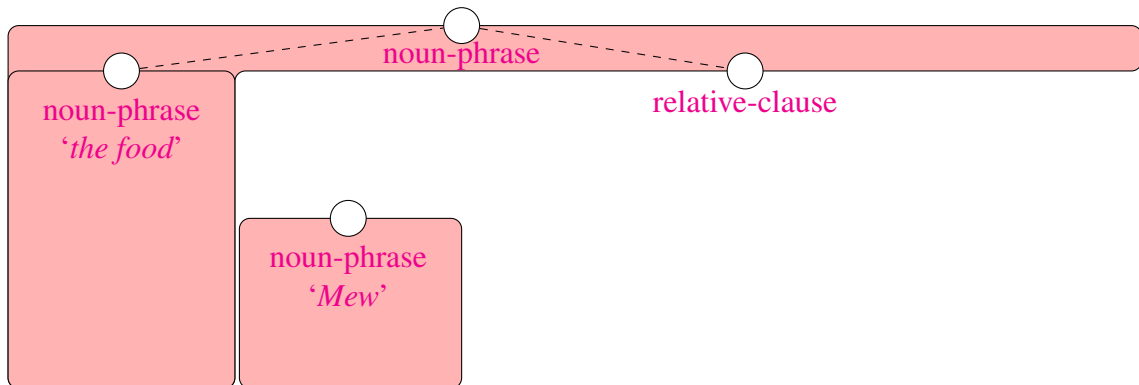 noun-phrase
noun-phrase
‘the food’
relative-clause
noun-phrase
‘Mew’